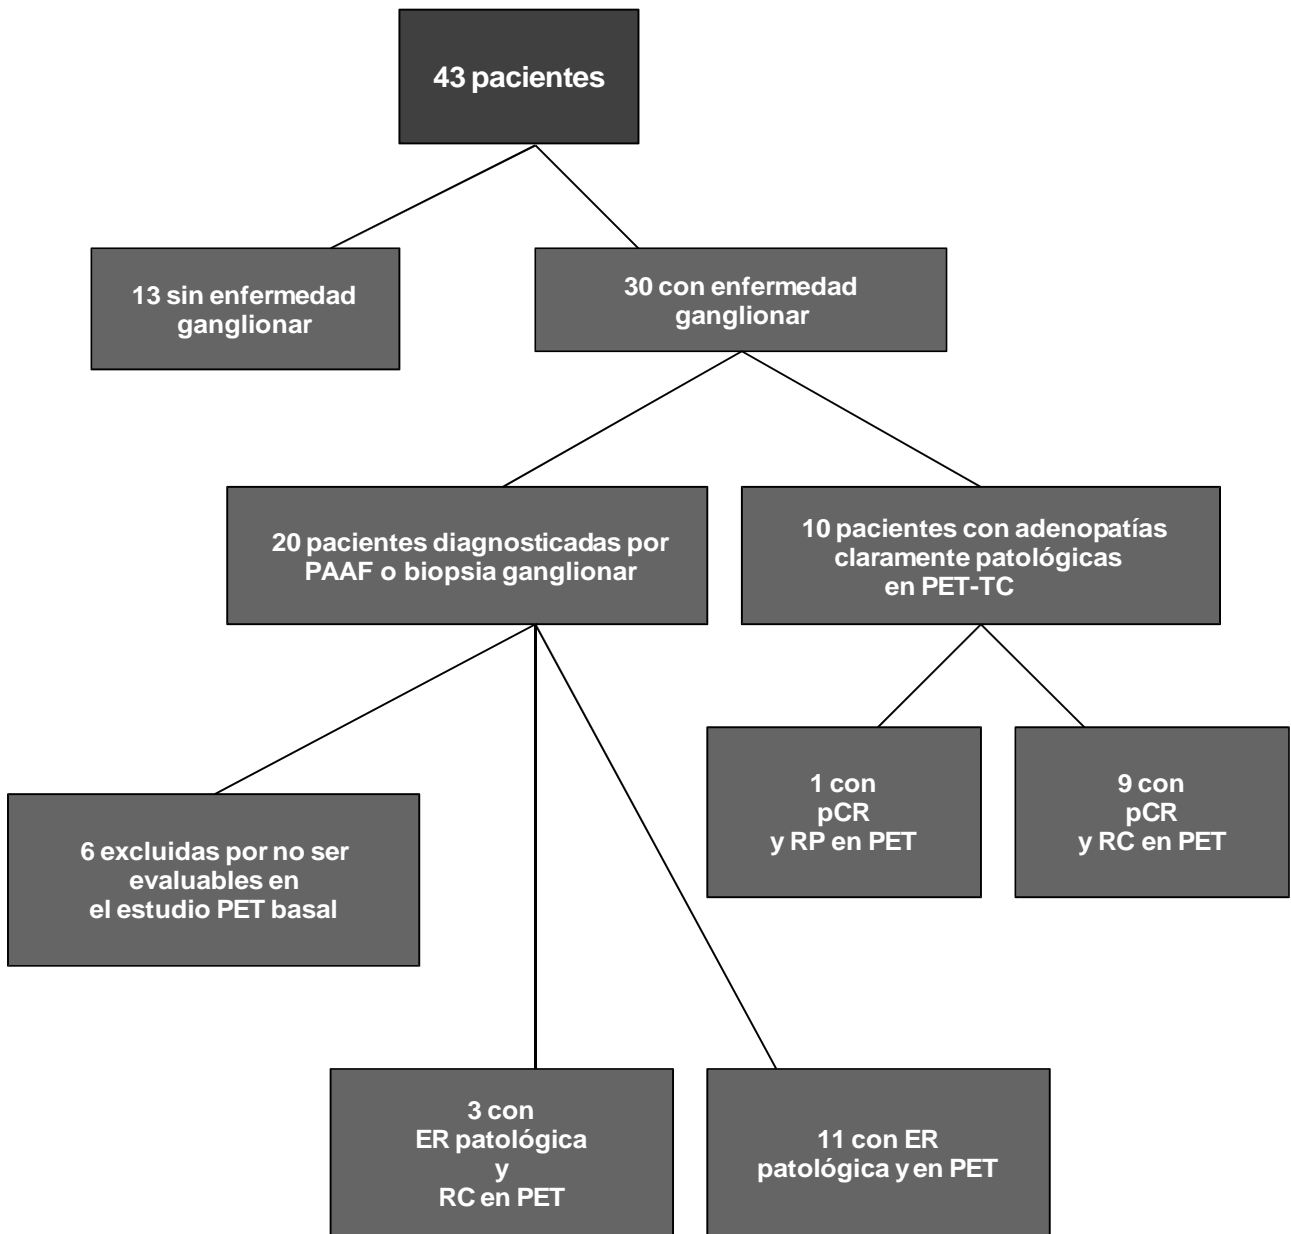 43 pacientes
13 sin enfermedad
ganglionar
30 con enfermedad
ganglionar
20 pacientes diagnosticadas por
PAAF o biopsia ganglionar
10 pacientes con adenopatías
claramente patológicas
en PET-TC
1 con
pCR
y RP en PET
9 con
pCR
y RC en PET
6 excluidas por no ser
evaluables en
el estudio PET basal
3 con
ER patológica
y
RC en PET
11 con ER
patológica y en PET